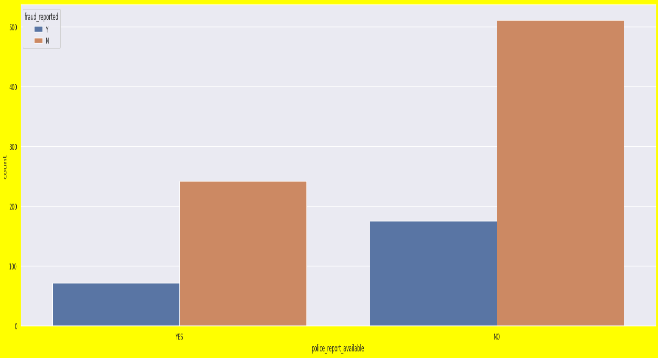 fraud_reported
Y
N
500
400
300
200
100
0
count
YES
NO
police_report_available